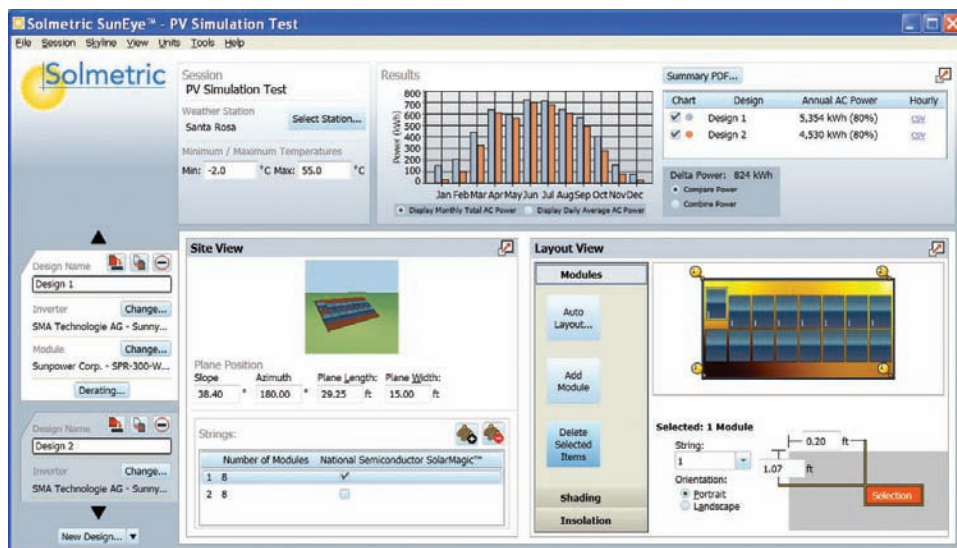 Solmetric SunEye™ - PV Simulation Test
File Session Skyline View Units Tools Help
Solmetric
Session
PV Simulation Test
Weather Station
Santa Rosa
Select Station...
Minimum / Maximum Temperatures
Min: -2.0 °C Max: 55.0 °C
Results
Power (kWh)
800
700
600
500
400
300
200
100
0
Jan Feb Mar Apr May Jun Jul Aug Sep Oct Nov Dec
Display Monthly Total AC Power Display Daily Average AC Power
Summary PDF...
Chart Design Annual AC Power Hourly
Design 1 5,354 kWh (80%) CSV
Design 2 4,530 kWh (80%) CSV
Delta Power: 824 kWh
Compare Power
Combine Power
Design Name
Design 1
Inverter Change...
SMA Technologie AG - Sunny...
Module Change...
Sunpower Corp. - SPR-300-W...
Derating...
Design Name
Design 2
Inverter Change...
SMA Technologie AG - Sunny...
New Design...
Site View
Plane Position
Slope Azimuth Plane Length: Plane Width:
38.40 ° 180.00 ° 29.25 ft 15.00 ft
Strings:
Number of Modules National Semiconductor SolarMagic™
1 8
2 8
Layout View
Modules
Auto Layout...
Add Module
Delete Selected Items
Shading
Insolation
Selected: 1 Module
String:
1
Orientation:
Portrait
Landscape
0.20 ft
1.07 ft
Selection